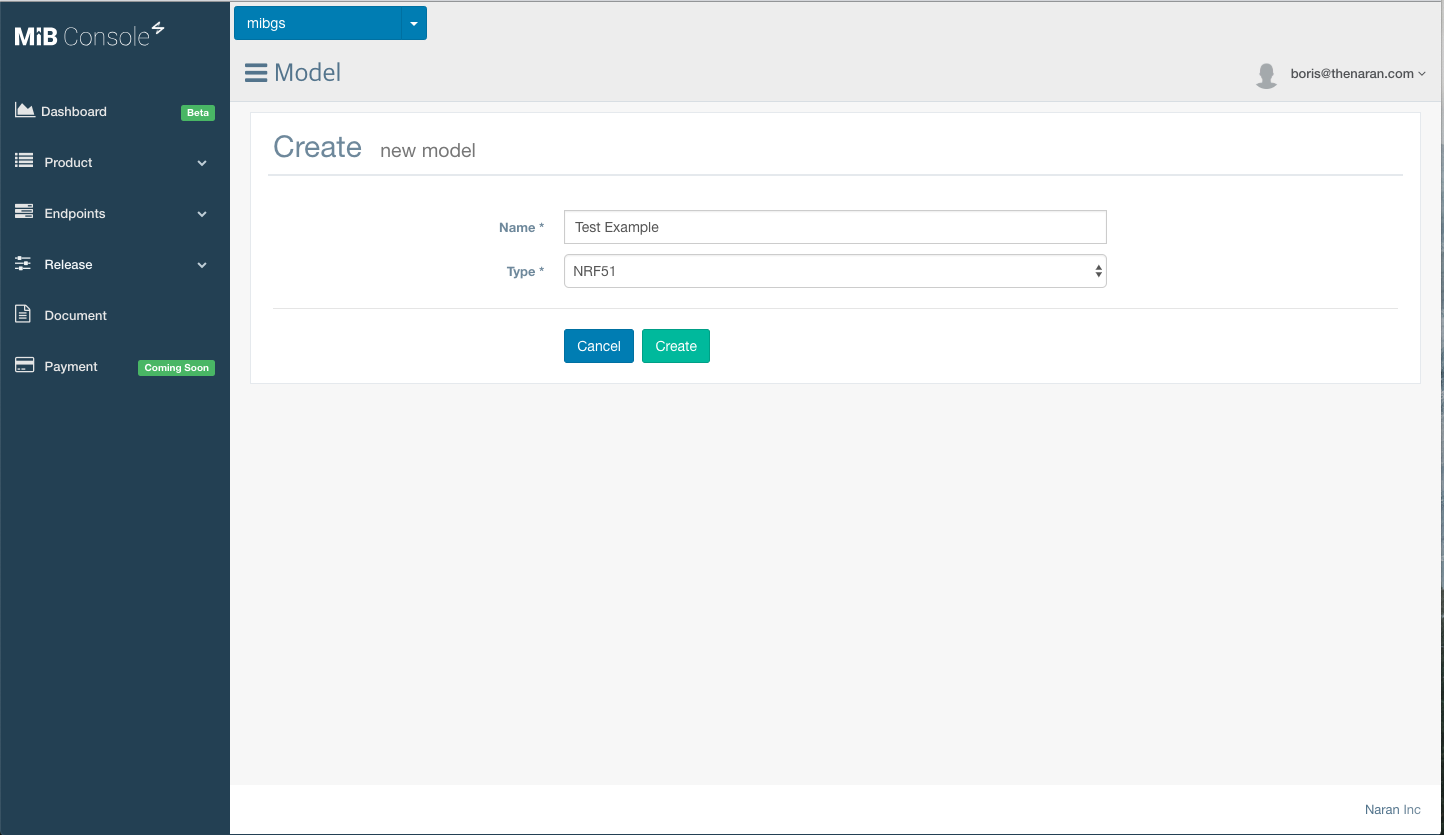 MiB Console
mibgs
Model
boris@thenaran.com
Dashboard
Beta
Product
Endpoints
Release
Document
Payment
Coming Soon
Create new model
Name *
Test Example
Type *
NRF51
Cancel
Create
Naran Inc